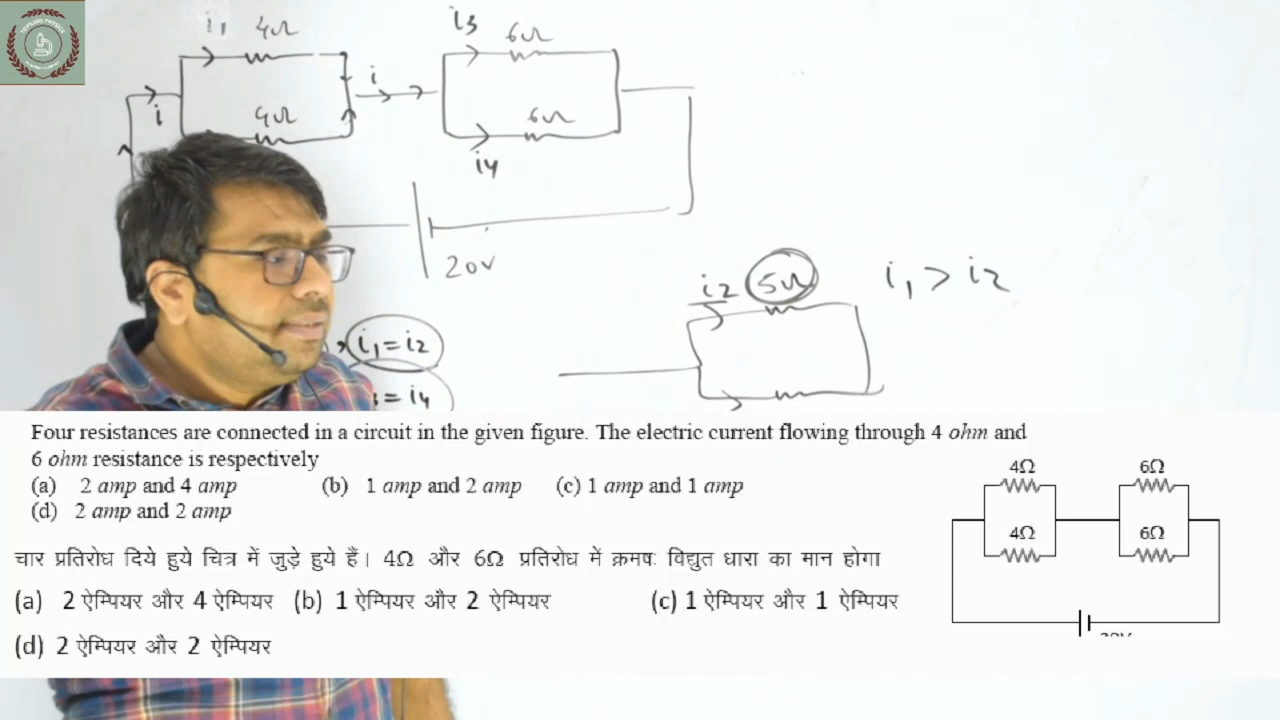 i₁ 4Ω
i₃ 6Ω
i
i
4Ω
6Ω
i₄
20V
i₂ 5Ω i₁ > i₂
i₁ = i₂
= i₄
Four resistances are connected in a circuit in the given figure. The electric current flowing through 4 ohm and
6 ohm resistance is respectively
(a) 2 amp and 4 amp (b) 1 amp and 2 amp (c) 1 amp and 1 amp
(d) 2 amp and 2 amp
4Ω 6Ω
4Ω 6Ω
चार प्रतिरोध दिये हुये चित्र में जुड़े हुये हैं। 4Ω और 6Ω प्रतिरोध में क्रमषः विद्युत धारा का मान होगा
(a) 2 ऐम्पियर और 4 ऐम्पियर (b) 1 ऐम्पियर और 2 ऐम्पियर (c) 1 ऐम्पियर और 1 ऐम्पियर
(d) 2 ऐम्पियर और 2 ऐम्पियर